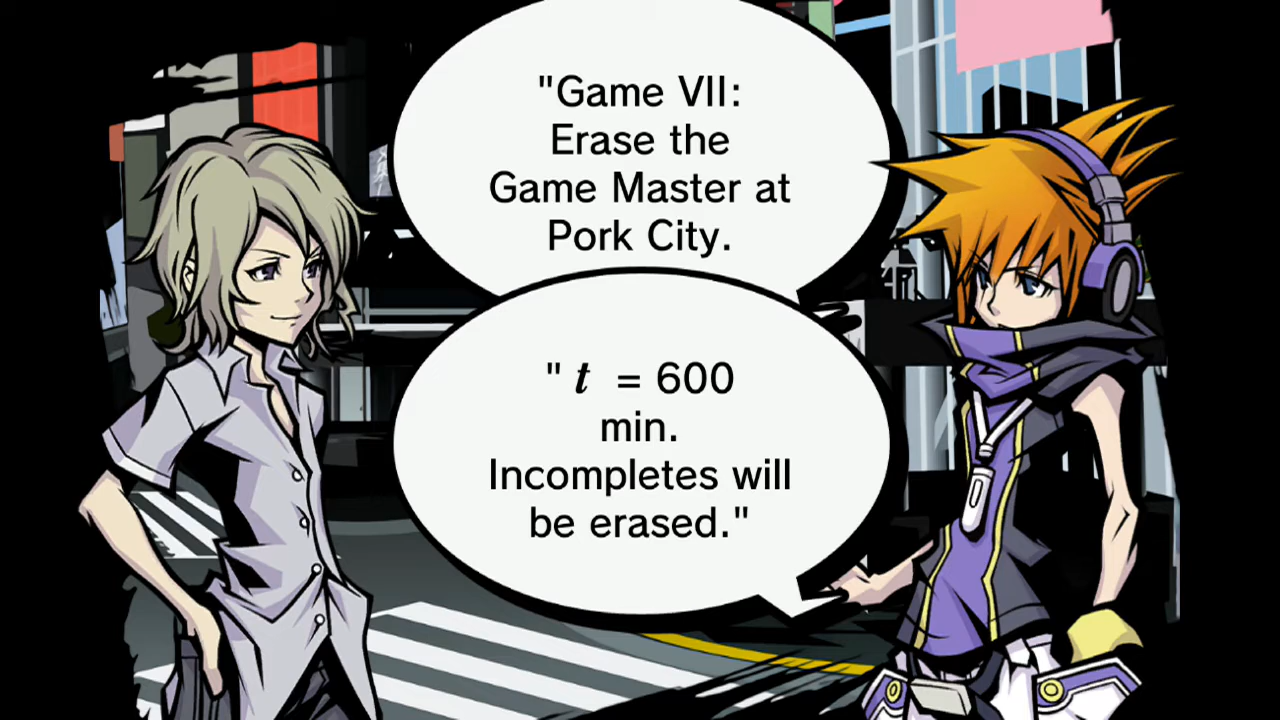 "Game VII:
Erase the
Game Master at
Pork City.
" t = 600
min.
Incompletes will
be erased."